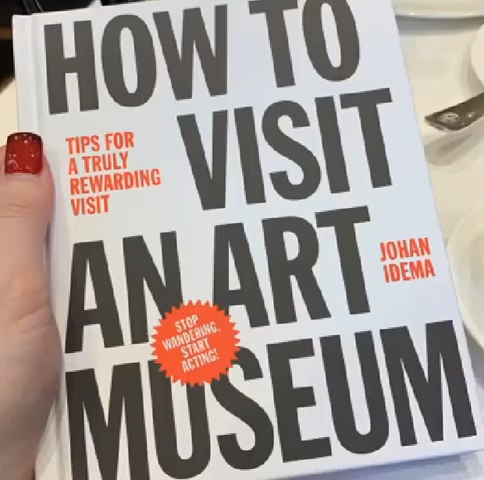 HOW TO
VISIT
TIPS FOR
A TRULY
REWARDING
VISIT
AN ART
JOHAN
IDEMA
STOP
WANDERING,
START
ACTING!
MUSEUM